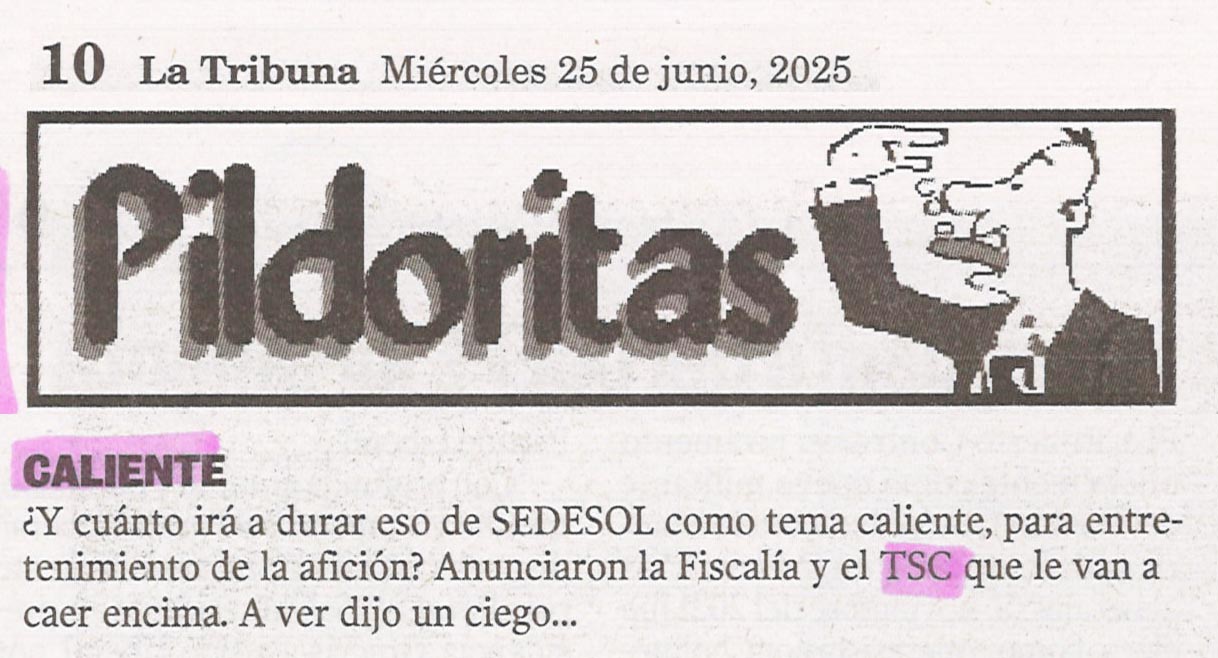 10 La Tribuna Miércoles 25 de junio, 2025
Pildoritas
CALIENTE
¿Y cuánto irá a durar eso de SEDESOL como tema caliente, para entre-
tenimiento de la afición? Anunciaron la Fiscalía y el TSC que le van a
caer encima. A ver dijo un ciego...